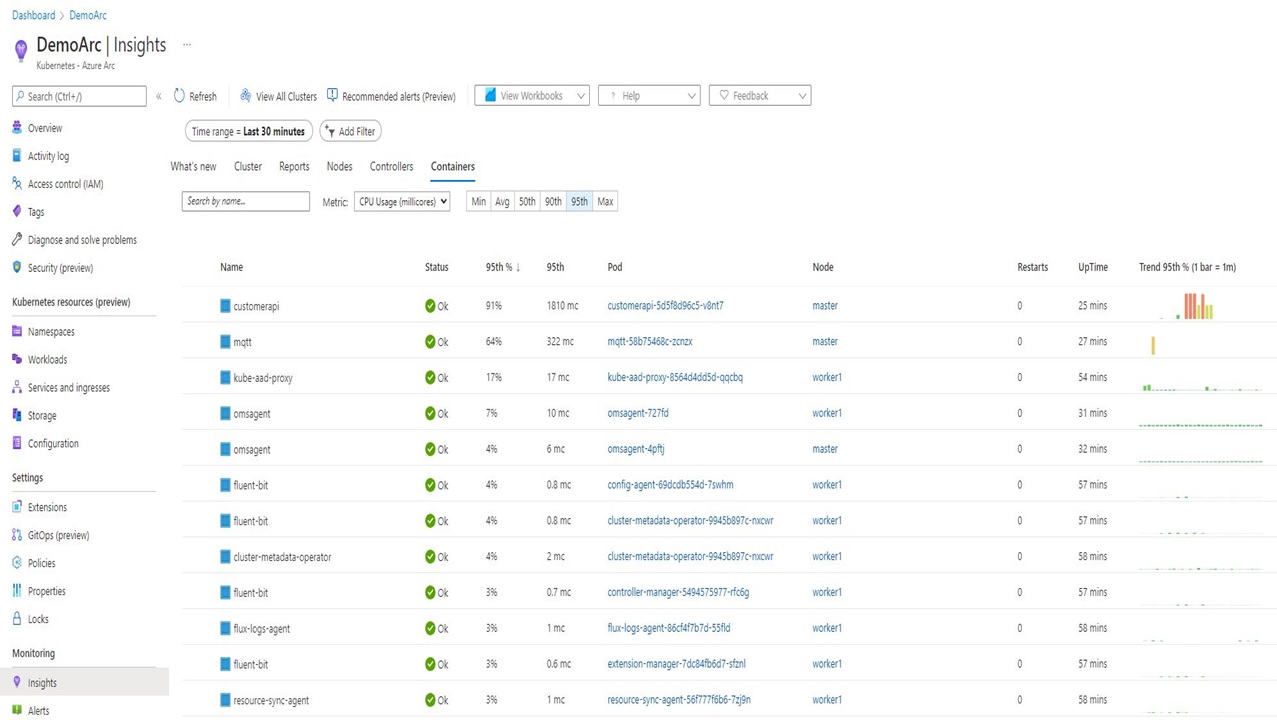 Dashboard > DemoArc
DemoArc | Insights ...
Kubernetes - Azure Arc
Search (Ctrl+/) «
Refresh View All Clusters Recommended alerts (Preview) View Workbooks ? Help Feedback
Time range = Last 30 minutes Add Filter
What's new Cluster Reports Nodes Controllers Containers
Search by name... Metric: CPU Usage (millicores) Min Avg 50th 90th 95th Max
Overview
Activity log
Access control (IAM)
Tags
Diagnose and solve problems
Security (preview)
Kubernetes resources (preview)
Namespaces
Workloads
Services and ingresses
Storage
Configuration
Settings
Extensions
GitOps (preview)
Policies
Properties
Locks
Monitoring
Insights
Alerts
Name Status 95th % ↓ 95th Pod Node Restarts UpTime Trend 95th % (1 bar = 1m)
customerapi Ok 91% 1810 mc customerapi-5d5f8d96c5-v8nt7 master 0 25 mins
mqtt Ok 64% 322 mc mqtt-58b75468c-zcnzx master 0 27 mins
kube-aad-proxy Ok 17% 17 mc kube-aad-proxy-8564d4dd5d-qqcbq worker1 0 54 mins
omsagent Ok 7% 10 mc omsagent-727fd worker1 0 31 mins
omsagent Ok 4% 6 mc omsagent-4pftj master 0 32 mins
fluent-bit Ok 4% 0.8 mc config-agent-69dcdb554d-7swhm worker1 0 57 mins
fluent-bit Ok 4% 0.8 mc cluster-metadata-operator-9945b897c-nxcwr worker1 0 57 mins
cluster-metadata-operator Ok 4% 2 mc cluster-metadata-operator-9945b897c-nxcwr worker1 0 58 mins
fluent-bit Ok 3% 0.7 mc controller-manager-5494575977-rfc6g worker1 0 57 mins
flux-logs-agent Ok 3% 1 mc flux-logs-agent-86cf4f7b7d-55fld worker1 0 58 mins
fluent-bit Ok 3% 0.6 mc extension-manager-7dc84fb6d7-sfznl worker1 0 57 mins
resource-sync-agent Ok 3% 1 mc resource-sync-agent-56f777f6b6-7zj9n worker1 0 58 mins